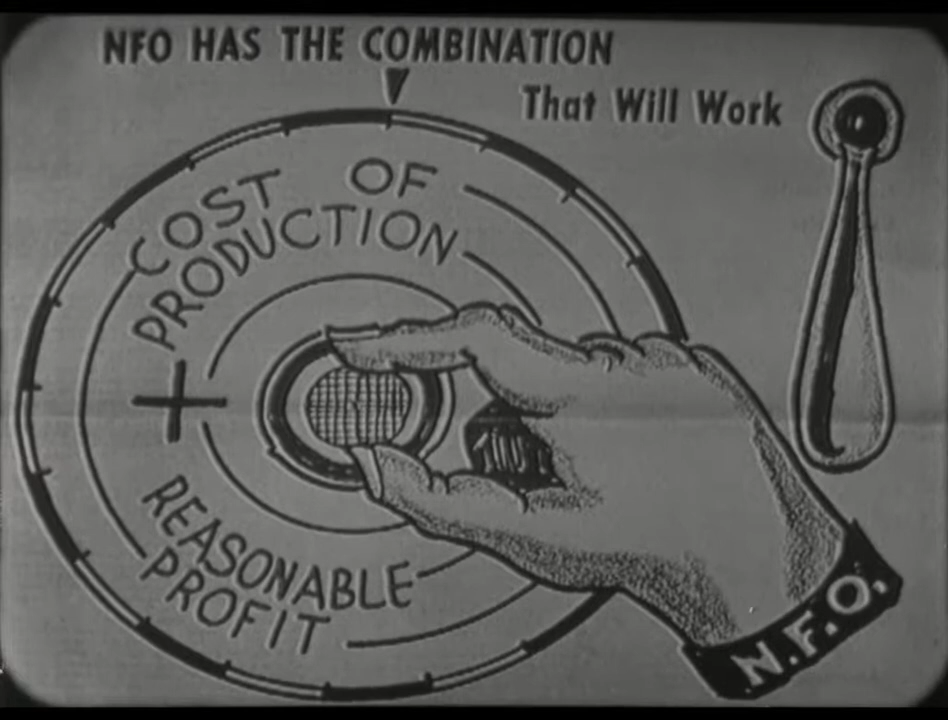 NFO HAS THE COMBINATION
That Will Work
COST OF
PRODUCTION
+
REASONABLE
PROFIT
N.F.O.